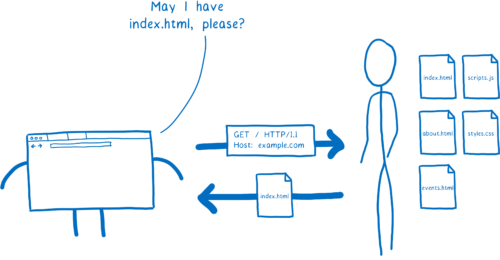 May I have
index.html, please?
GET / HTTP/1.1
Host: example.com
index.html
index.html
scripts.js
about.html
styles.css
events.html